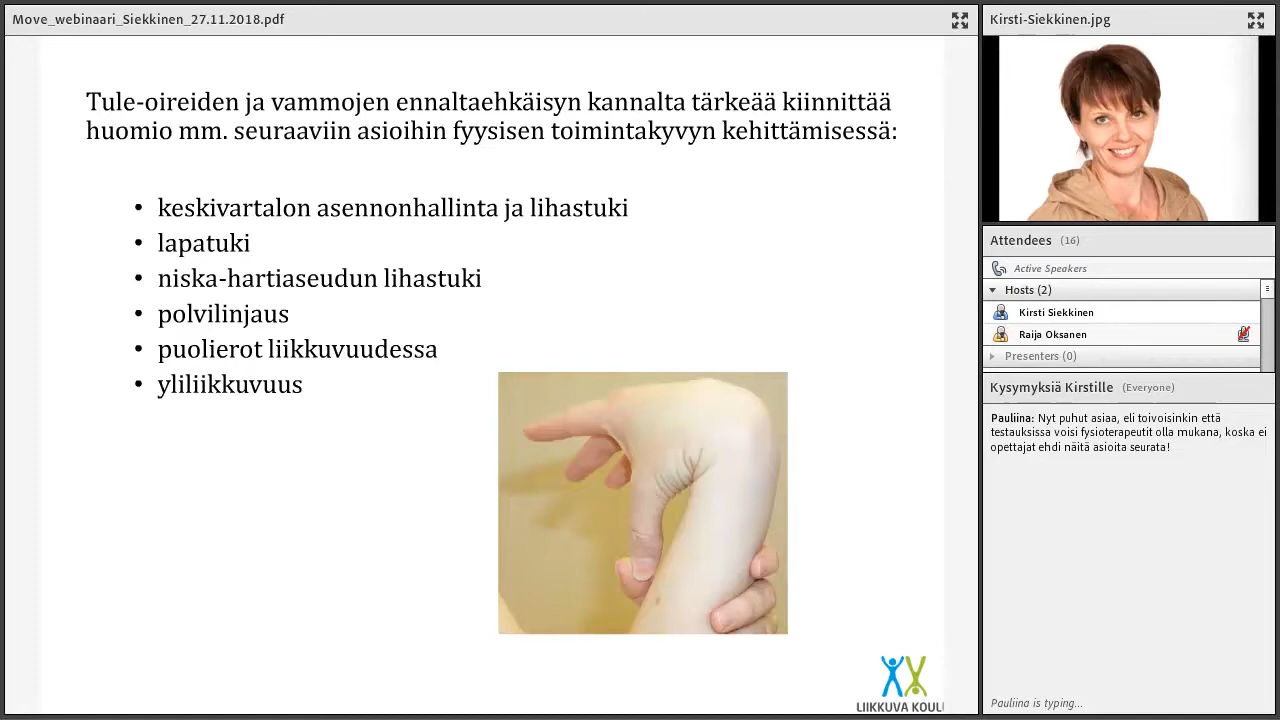 Move_webinaari_Siekkinen_27.11.2018.pdf
Tule-oireiden ja vammojen ennaltaehkäisyn kannalta tärkeää kiinnittää
huomio mm. seuraaviin asioihin fyysisen toimintakyvyn kehittämisessä:
• keskivartalon asennonhallinta ja lihastuki
• lapatuki
• niska-hartiaseudun lihastuki
• polvilinjaus
• puolierot liikkuvuudessa
• yliliikkuvuus
LIIKKUVA KOULU
Kirsti-Siekkinen.jpg
Attendees (16)
Active Speakers
Hosts (2)
Kirsti Siekkinen
Raija Oksanen
Presenters (0)
Kysymyksiä Kirstille (Everyone)
Pauliina: Nyt puhut asiaa, eli toivoisinkin että
testauksissa voisi fysioterapeutit olla mukana, koska ei
opettajat ehdi näitä asioita seurata!
Pauliina is typing...